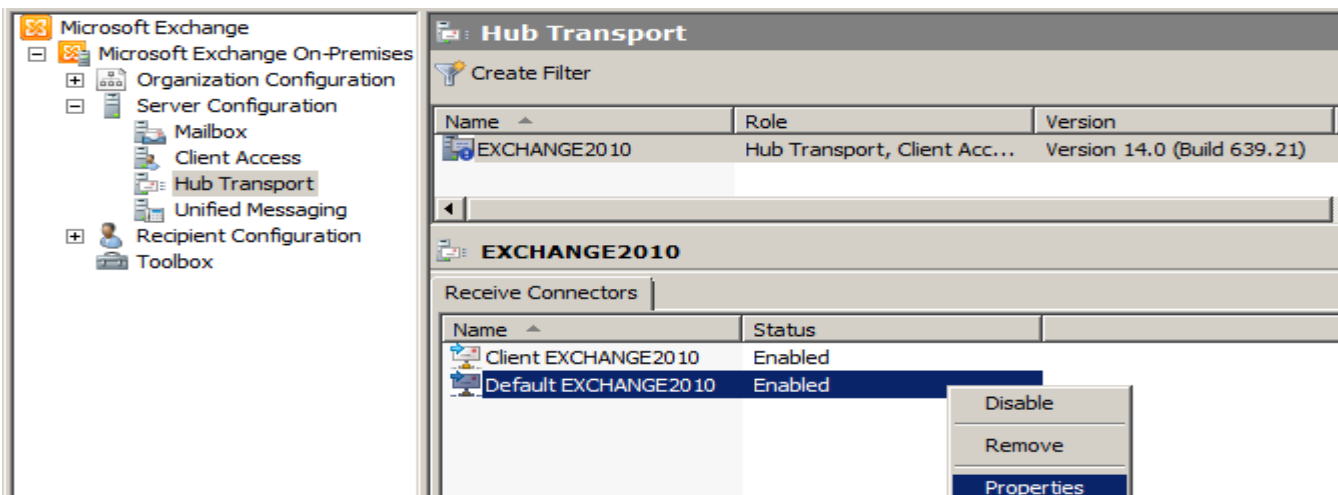 Microsoft Exchange
Microsoft Exchange On-Premises
Organization Configuration
Server Configuration
Mailbox
Client Access
Hub Transport
Unified Messaging
Recipient Configuration
Toolbox
Hub Transport
Create Filter
Name Role Version
EXCHANGE2010 Hub Transport, Client Acc... Version 14.0 (Build 639.21)
EXCHANGE2010
Receive Connectors
Name Status
Client EXCHANGE2010 Enabled
Default EXCHANGE2010 Enabled
Disable
Remove
Properties